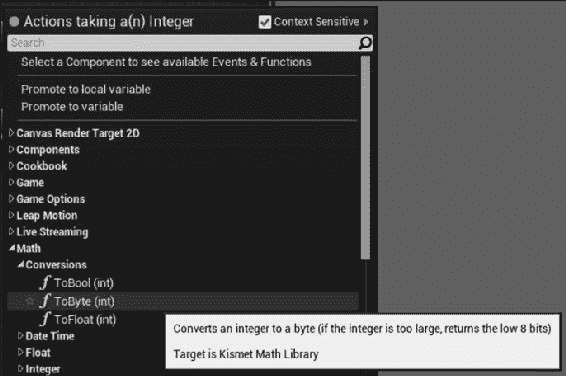 Actions taking a(n) Integer
Context Sensitive
Search
Select a Component to see available Events & Functions
Promote to local variable
Promote to variable
Canvas Render Target 2D
Components
Cookbook
Game
Game Options
Leap Motion
Live Streaming
Math
Conversions
f ToBool (int)
f ToByte (int)
f ToFloat (int)
Converts an integer to a byte (if the integer is too large, returns the low 8 bits)
Target is Kismet Math Library
Date Time
Float
Integer